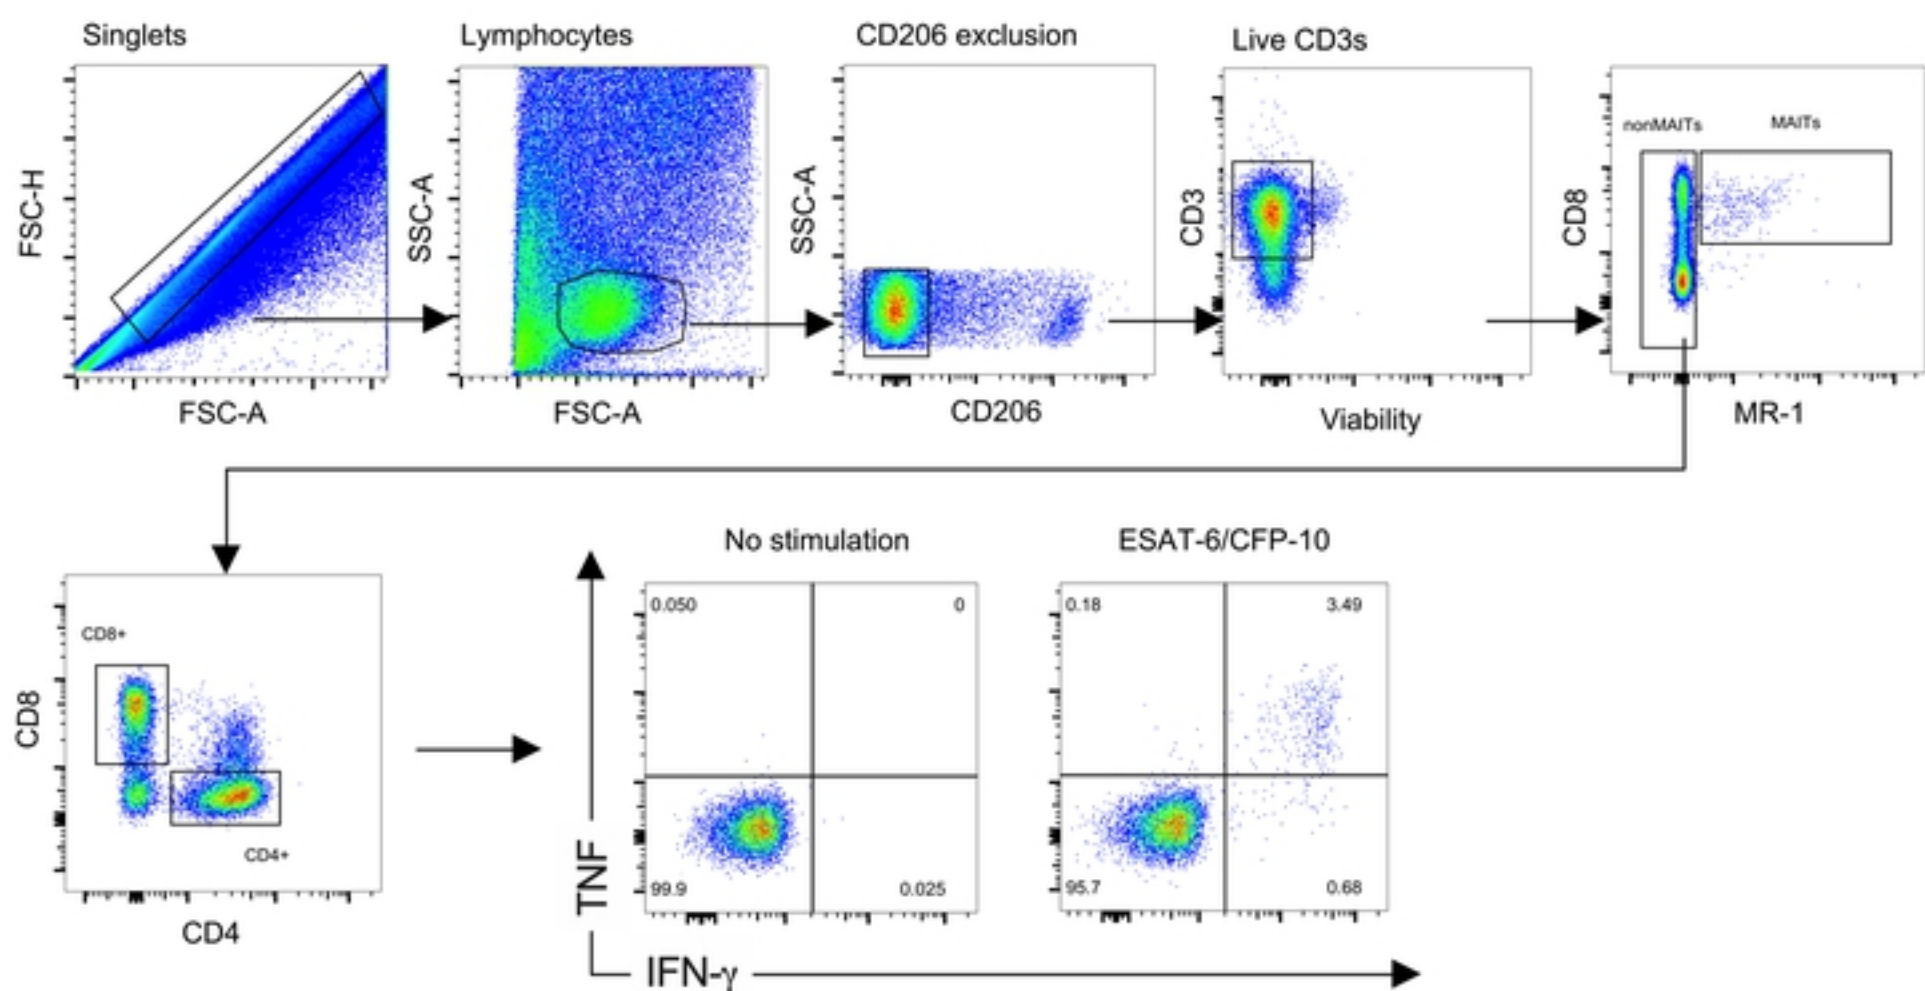 Singlets
Lymphocytes
CD206 exclusion
Live CD3s
nonMAITs
MAITs
FSC-H
SSC-A
SSC-A
CD3
CD8
FSC-A
FSC-A
CD206
Viability
MR-1
No stimulation
ESAT-6/CFP-10
CD8+
CD8
CD4+
CD4
0.050
0
0.18
3.49
TNF
99.9
0.025
95.7
0.68
IFN-γ